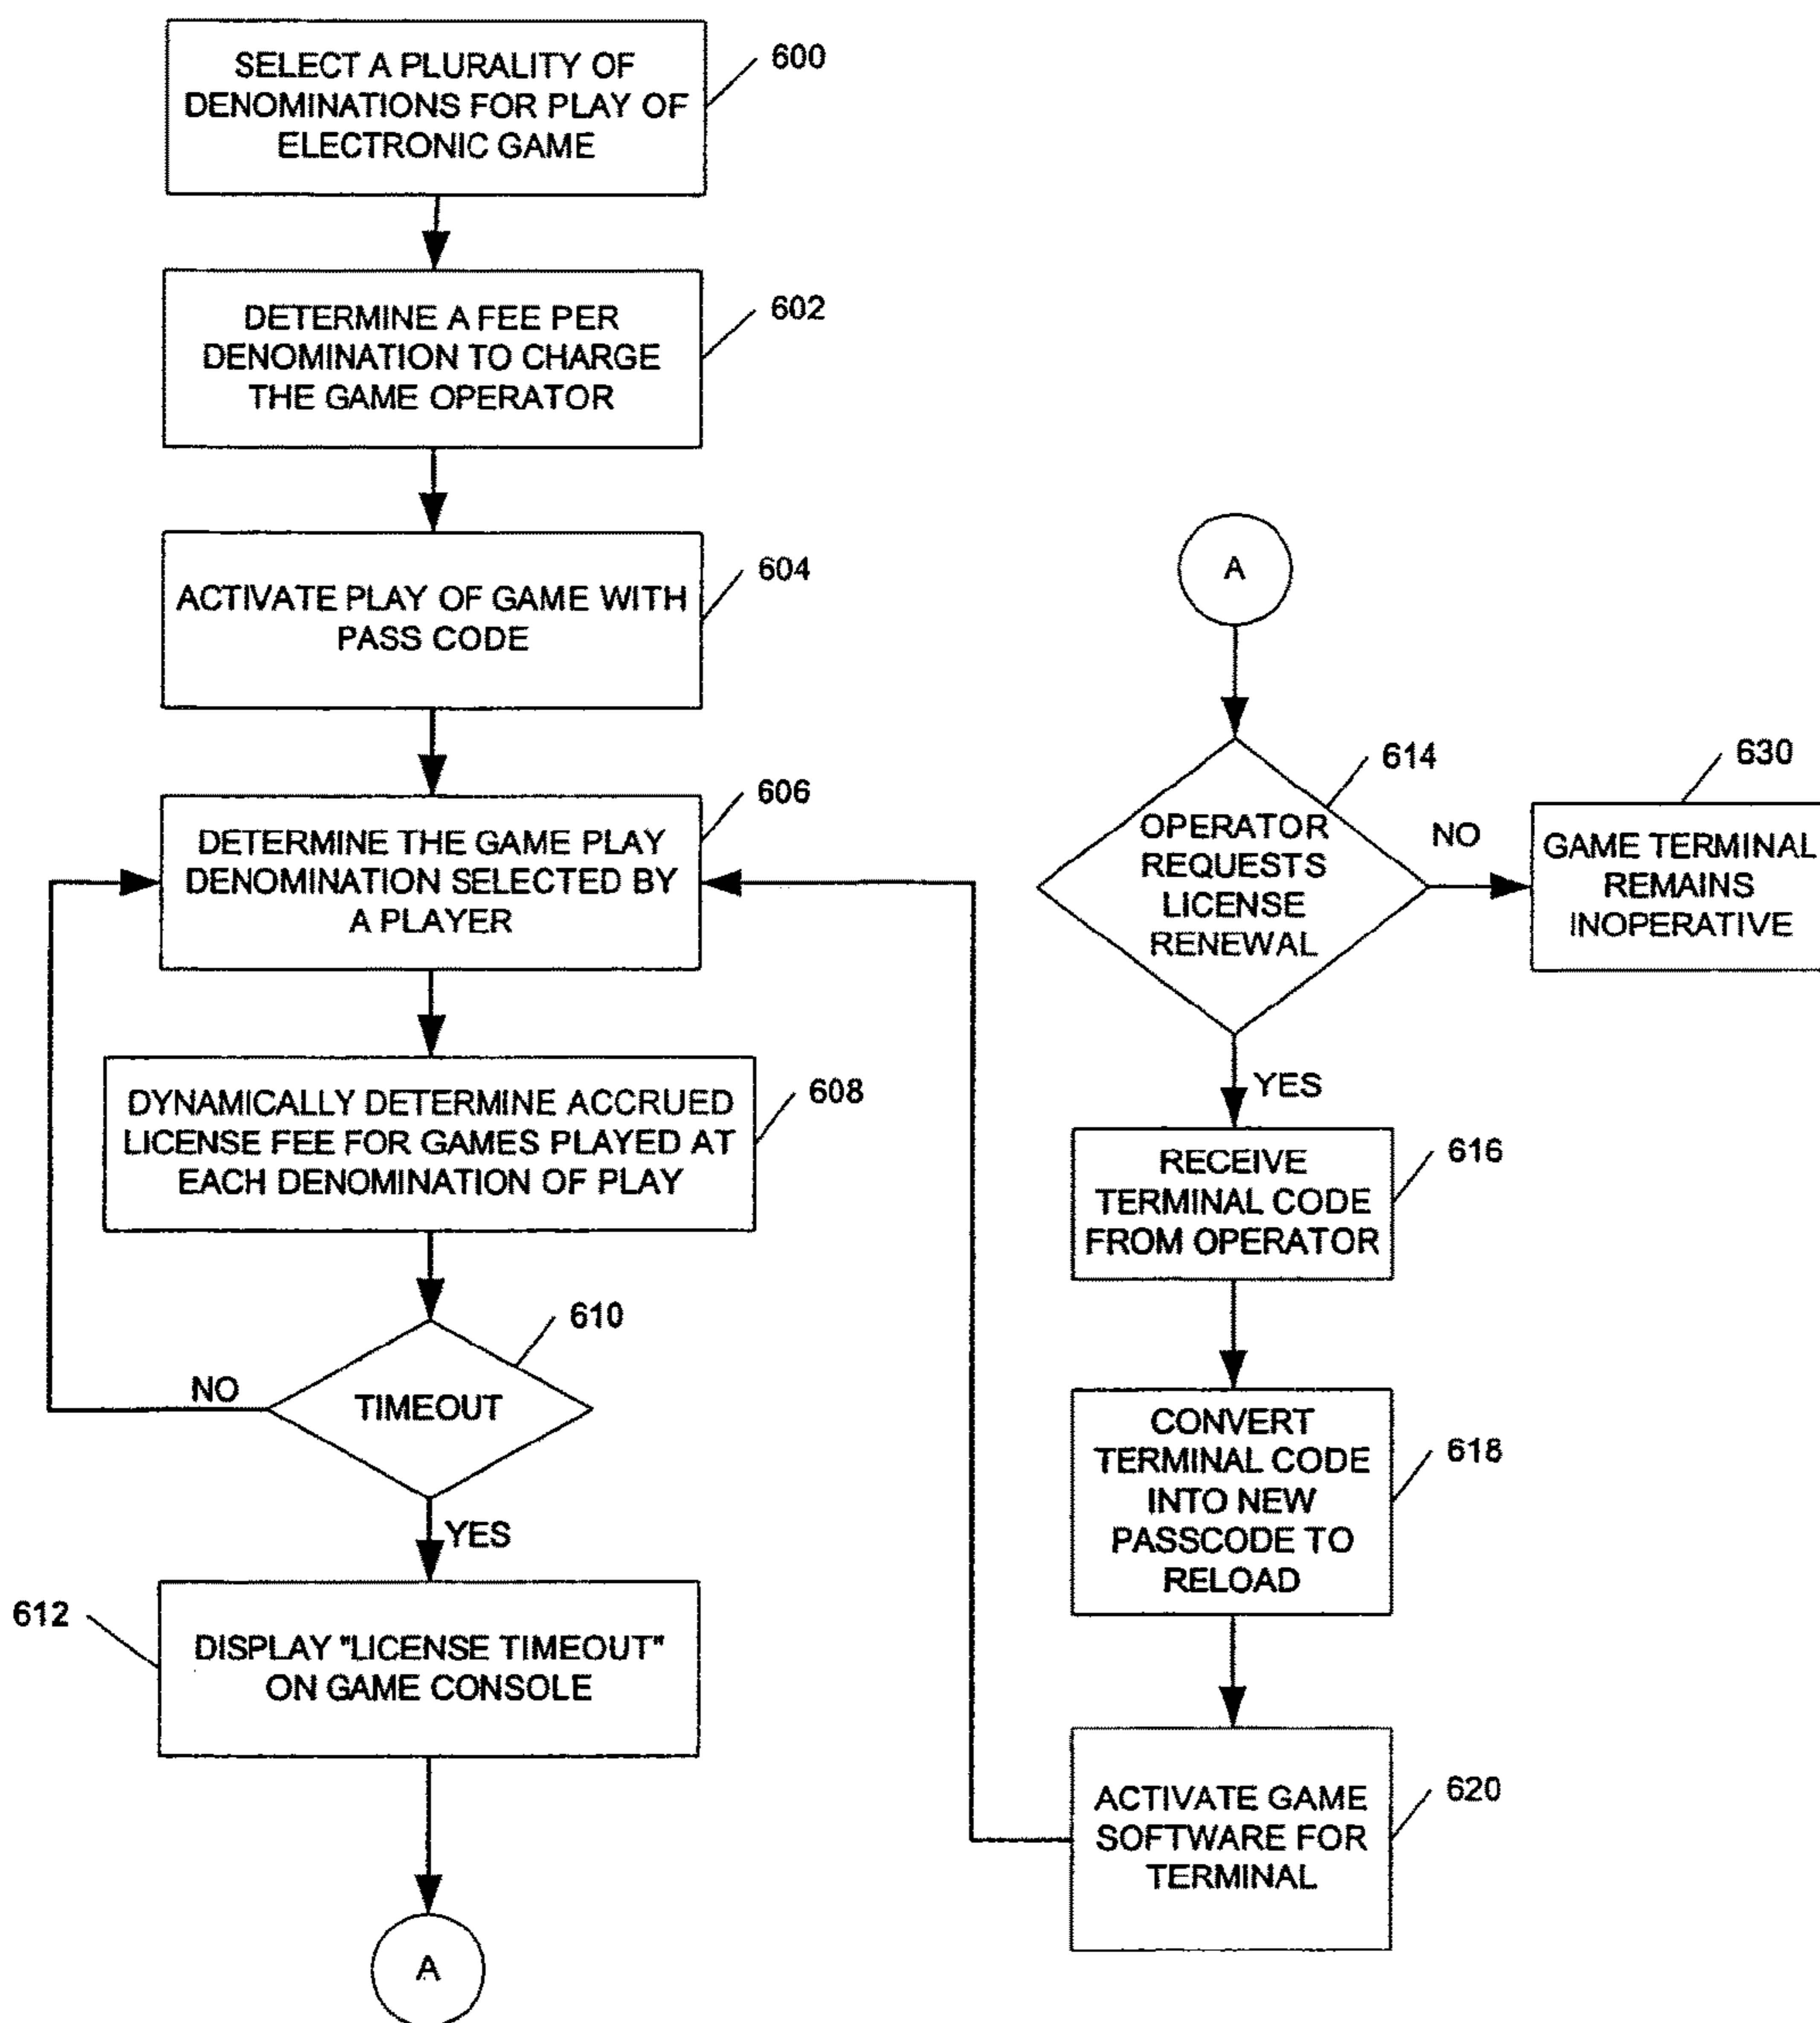 SELECT A PLURALITY OF
DENOMINATIONS FOR PLAY OF
ELECTRONIC GAME
600
DETERMINE A FEE PER
DENOMINATION TO CHARGE
THE GAME OPERATOR
602
ACTIVATE PLAY OF GAME WITH
PASS CODE
604
DETERMINE THE GAME PLAY
DENOMINATION SELECTED BY
A PLAYER
606
DYNAMICALLY DETERMINE ACCRUED
LICENSE FEE FOR GAMES PLAYED AT
EACH DENOMINATION OF PLAY
608
TIMEOUT
610
NO
YES
612
DISPLAY "LICENSE TIMEOUT"
ON GAME CONSOLE
A
A
OPERATOR
REQUESTS
LICENSE
RENEWAL
614
NO
630
GAME TERMINAL
REMAINS
INOPERATIVE
YES
RECEIVE
TERMINAL CODE
FROM OPERATOR
616
CONVERT
TERMINAL CODE
INTO NEW
PASSCODE TO
RELOAD
618
ACTIVATE GAME
SOFTWARE FOR
TERMINAL
620